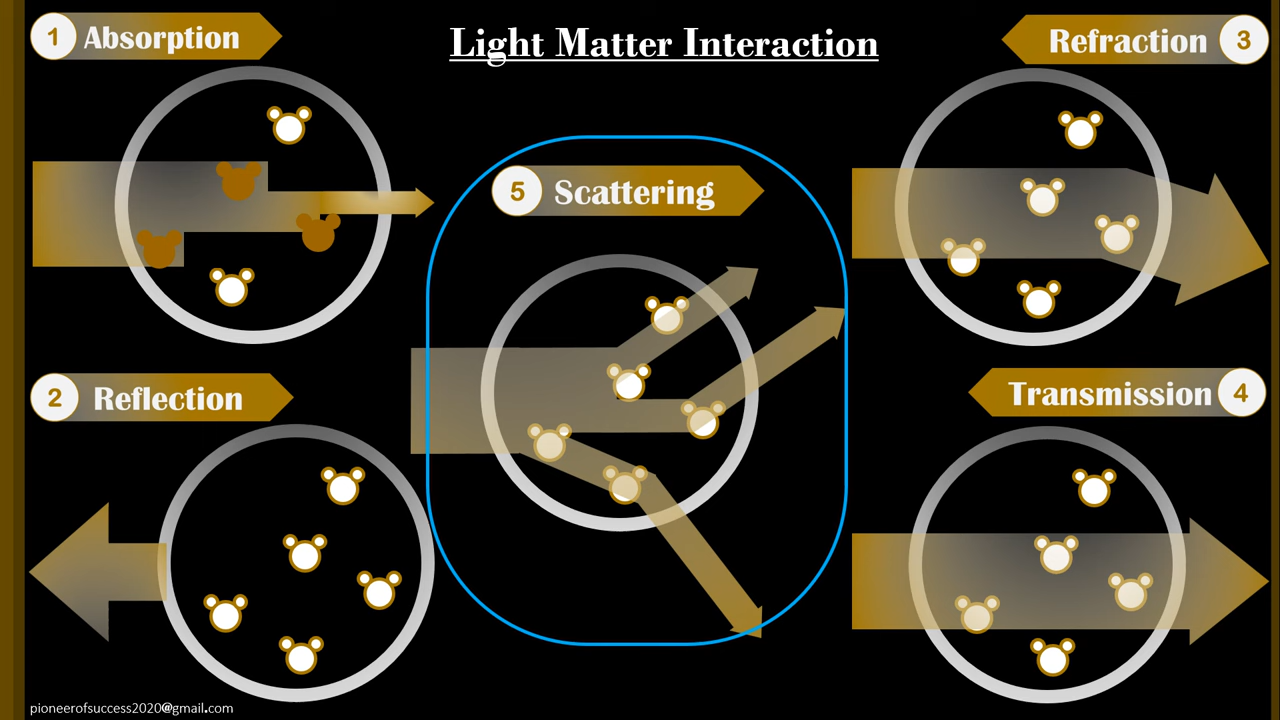 Light Matter Interaction
1 Absorption
2 Reflection
Refraction 3
Transmission 4
5 Scattering
pioneerofsuccess2020@gmail.com